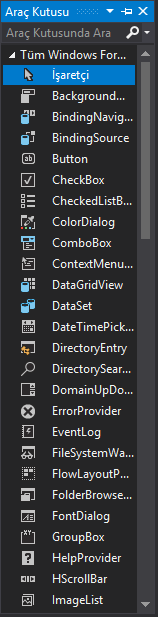 Araç Kutusu
Araç Kutusunda Ara
Tüm Windows For...
İşaretçi
Background...
BindingNavig...
BindingSource
Button
CheckBox
CheckedListB...
ColorDialog
ComboBox
ContextMenu...
DataGridView
DataSet
DateTimePick...
DirectoryEntry
DirectorySear...
DomainUpDo...
ErrorProvider
EventLog
FileSystemWa...
FlowLayoutP...
FolderBrowse...
FontDialog
GroupBox
HelpProvider
HScrollBar
ImageList